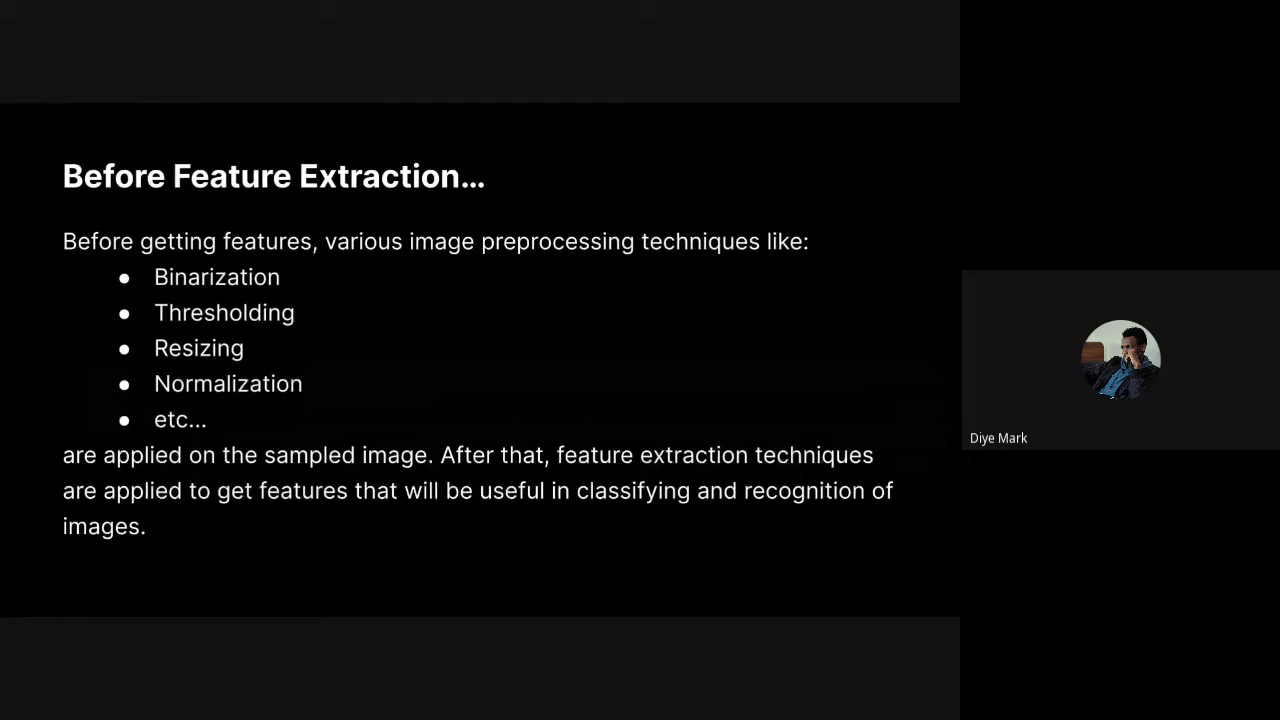 Before Feature Extraction...
Before getting features, various image preprocessing techniques like:
● Binarization
● Thresholding
● Resizing
● Normalization
● etc...
are applied on the sampled image. After that, feature extraction techniques
are applied to get features that will be useful in classifying and recognition of
images.
Diye Mark